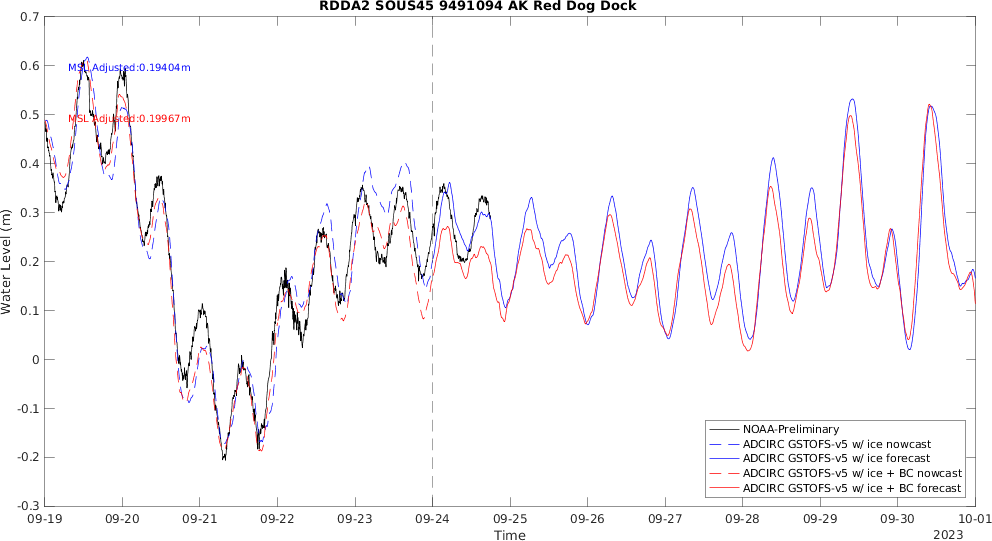 RDDA2 SOUS45 9491094 AK Red Dog Dock
0.7
0.6
0.5
0.4
0.3
0.2
0.1
0
-0.1
-0.2
-0.3
Water Level (m)
MSL Adjusted:0.19404m
MSL Adjusted:0.19967m
NOAA-Preliminary
ADCIRC GSTOFS-v5 w/ ice nowcast
ADCIRC GSTOFS-v5 w/ ice forecast
ADCIRC GSTOFS-v5 w/ ice + BC nowcast
ADCIRC GSTOFS-v5 w/ ice + BC forecast
09-19 09-20 09-21 09-22 09-23 09-24 09-25 09-26 09-27 09-28 09-29 09-30 10-01
Time
2023